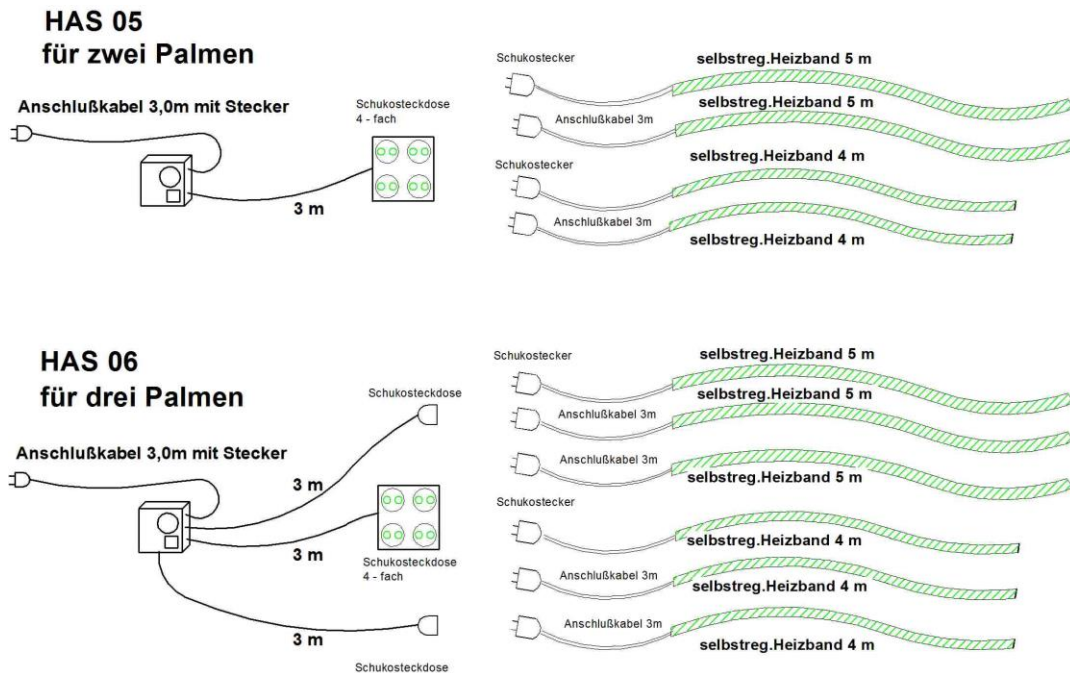 HAS 05
für zwei Palmen
Anschlußkabel 3,0m mit Stecker
Schukosteckdose
4 - fach
3 m
Schukostecker
selbstreg.Heizband 5 m
selbstreg.Heizband 5 m
Anschlußkabel 3m
selbstreg.Heizband 4 m
Schukostecker
Anschlußkabel 3m
selbstreg.Heizband 4 m
HAS 06
für drei Palmen
Schukosteckdose
Anschlußkabel 3,0m mit Stecker
3 m
3 m
Schukosteckdose
4 - fach
3 m
Schukosteckdose
Schukostecker
selbstreg.Heizband 5 m
selbstreg.Heizband 5 m
Anschlußkabel 3m
Anschlußkabel 3m
selbstreg.Heizband 5 m
Schukostecker
selbstreg.Heizband 4 m
Anschlußkabel 3m
selbstreg.Heizband 4 m
Anschlußkabel 3m
selbstreg.Heizband 4 m